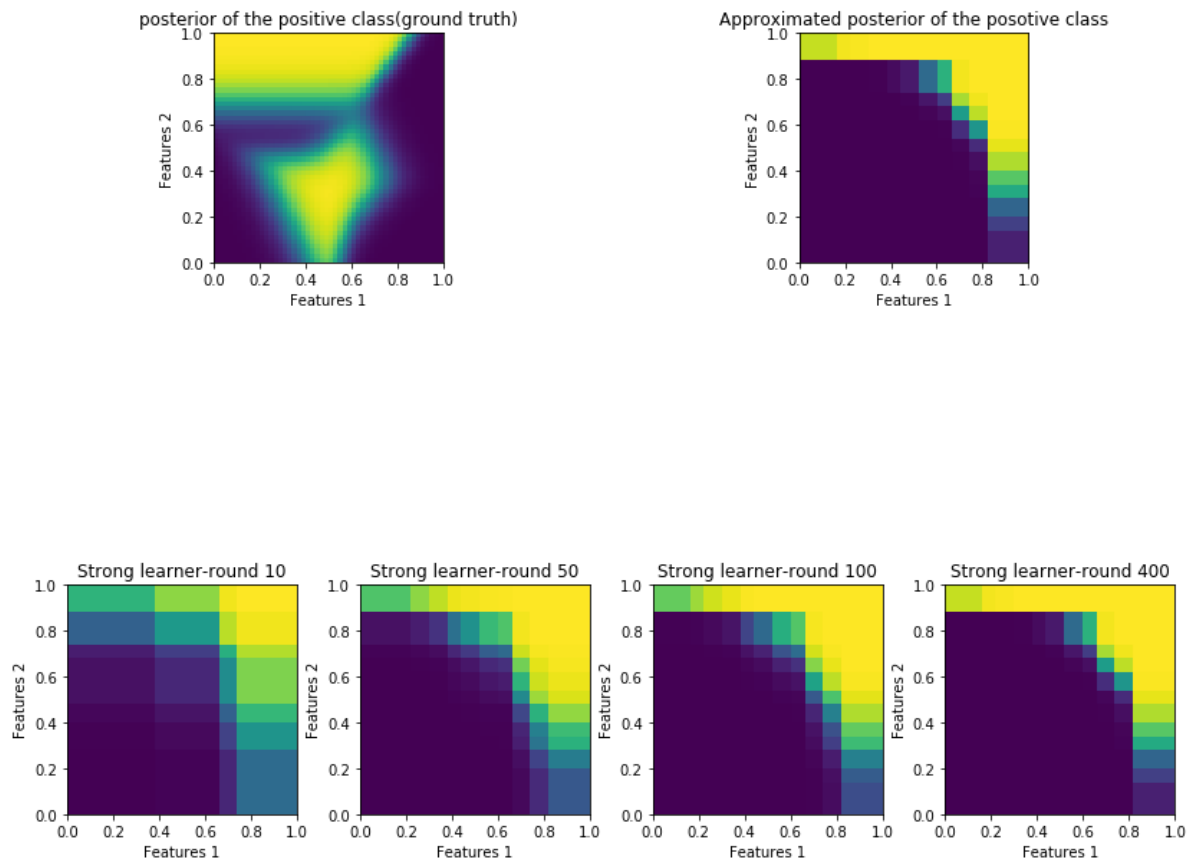 posterior of the positive class(ground truth)
1.0
0.8
0.6
0.4
0.2
0.0
Features 2
0.0 0.2 0.4 0.6 0.8 1.0
Features 1
Approximated posterior of the posotive class
1.0
0.8
0.6
0.4
0.2
0.0
Features 2
0.0 0.2 0.4 0.6 0.8 1.0
Features 1
Strong learner-round 10
1.0
0.8
0.6
0.4
0.2
0.0
Features 2
0.0 0.2 0.4 0.6 0.8 1.0
Features 1
Strong learner-round 50
1.0
0.8
0.6
0.4
0.2
0.0
Features 2
0.0 0.2 0.4 0.6 0.8 1.0
Features 1
Strong learner-round 100
1.0
0.8
0.6
0.4
0.2
0.0
Features 2
0.0 0.2 0.4 0.6 0.8 1.0
Features 1
Strong learner-round 400
1.0
0.8
0.6
0.4
0.2
0.0
Features 2
0.0 0.2 0.4 0.6 0.8 1.0
Features 1